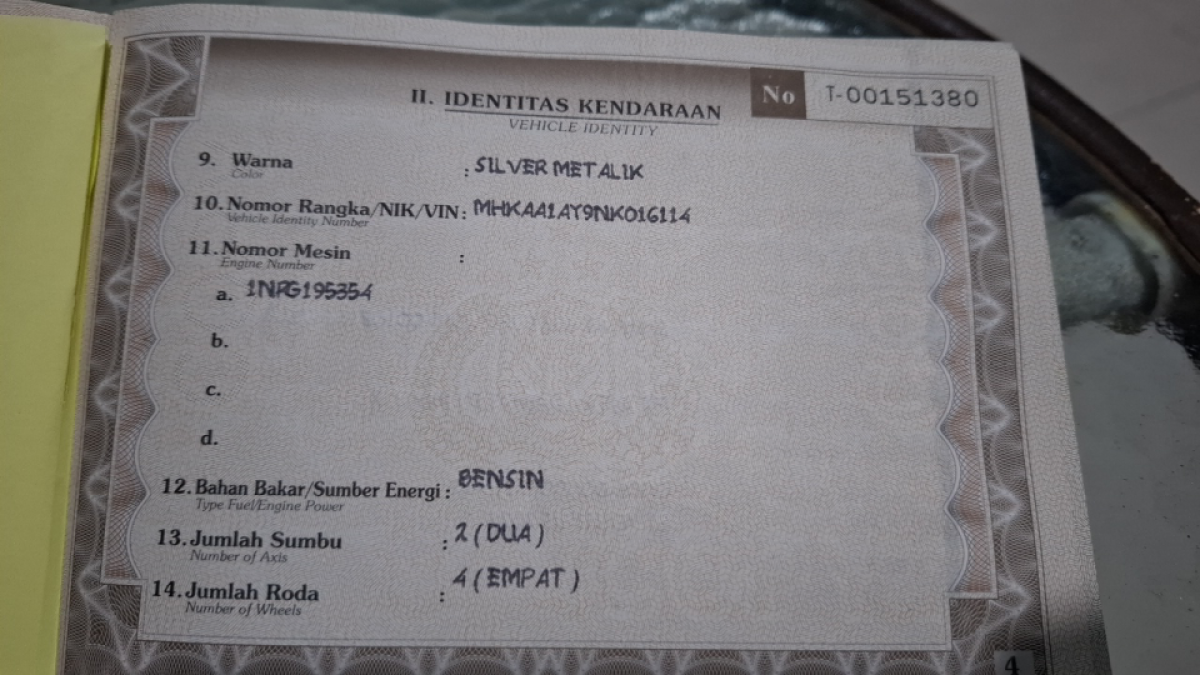 II. IDENTITAS KENDARAAN
VEHICLE IDENTITY
No T-00151380
9. Warna : SILVER METALIK
Color
10. Nomor Rangka/NIK/VIN : MHKAA1AY9NK016114
Vehicle Identity Number
11. Nomor Mesin :
Engine Number
a. 1NRG195354
b.
c.
d.
12. Bahan Bakar/Sumber Energi : BENSIN
Type Fuel/Engine Power
13. Jumlah Sumbu : 2 (DUA)
Number of Axis
14. Jumlah Roda : 4 (EMPAT)
Number of Wheels
4